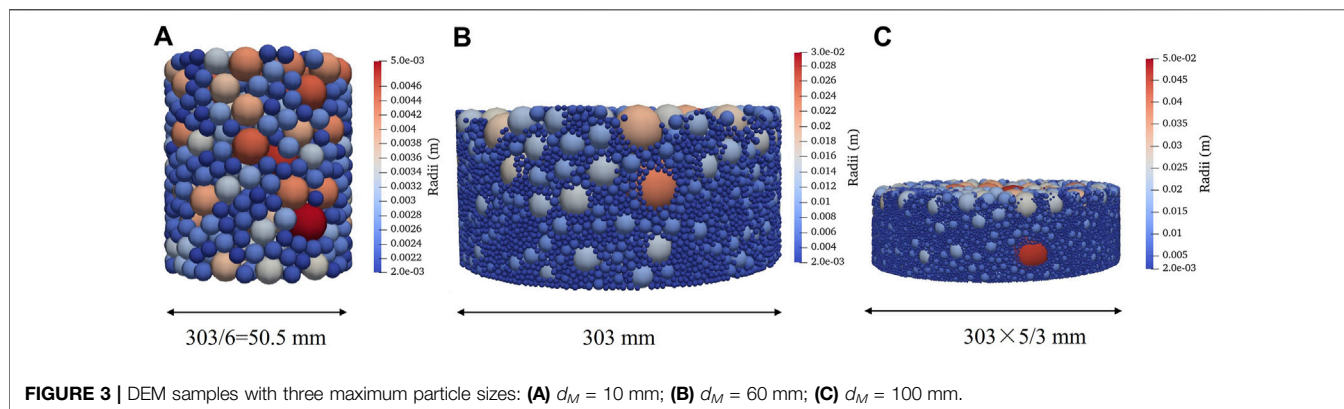 A
B
C
5.0e-03
0.0046
0.0044
0.0042
0.004
0.0038
0.0036
0.0034
0.0032
0.003
0.0028
0.0026
0.0024
0.0022
2.0e-03
Radii (m)
3.0e-02
0.028
0.026
0.024
0.022
0.02
0.018
0.016
0.014
0.012
0.01
0.008
0.006
0.004
2.0e-03
Radii (m)
5.0e-02
0.045
0.04
0.035
0.03
0.025
0.02
0.015
0.01
0.005
2.0e-03
Radii (m)
303/6=50.5 mm
303 mm
303×5/3 mm
FIGURE 3 | DEM samples with three maximum particle sizes: (A) dM = 10 mm; (B) dM = 60 mm; (C) dM = 100 mm.